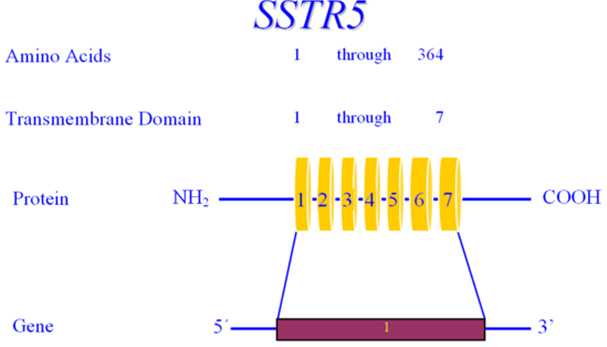 SSTR5
Amino Acids 1 through 364
Transmembrane Domain 1 through 7
Protein NH₂ 1 - 2 - 3 - 4 - 5 - 6 - 7 COOH
Gene 5´ 1 3’